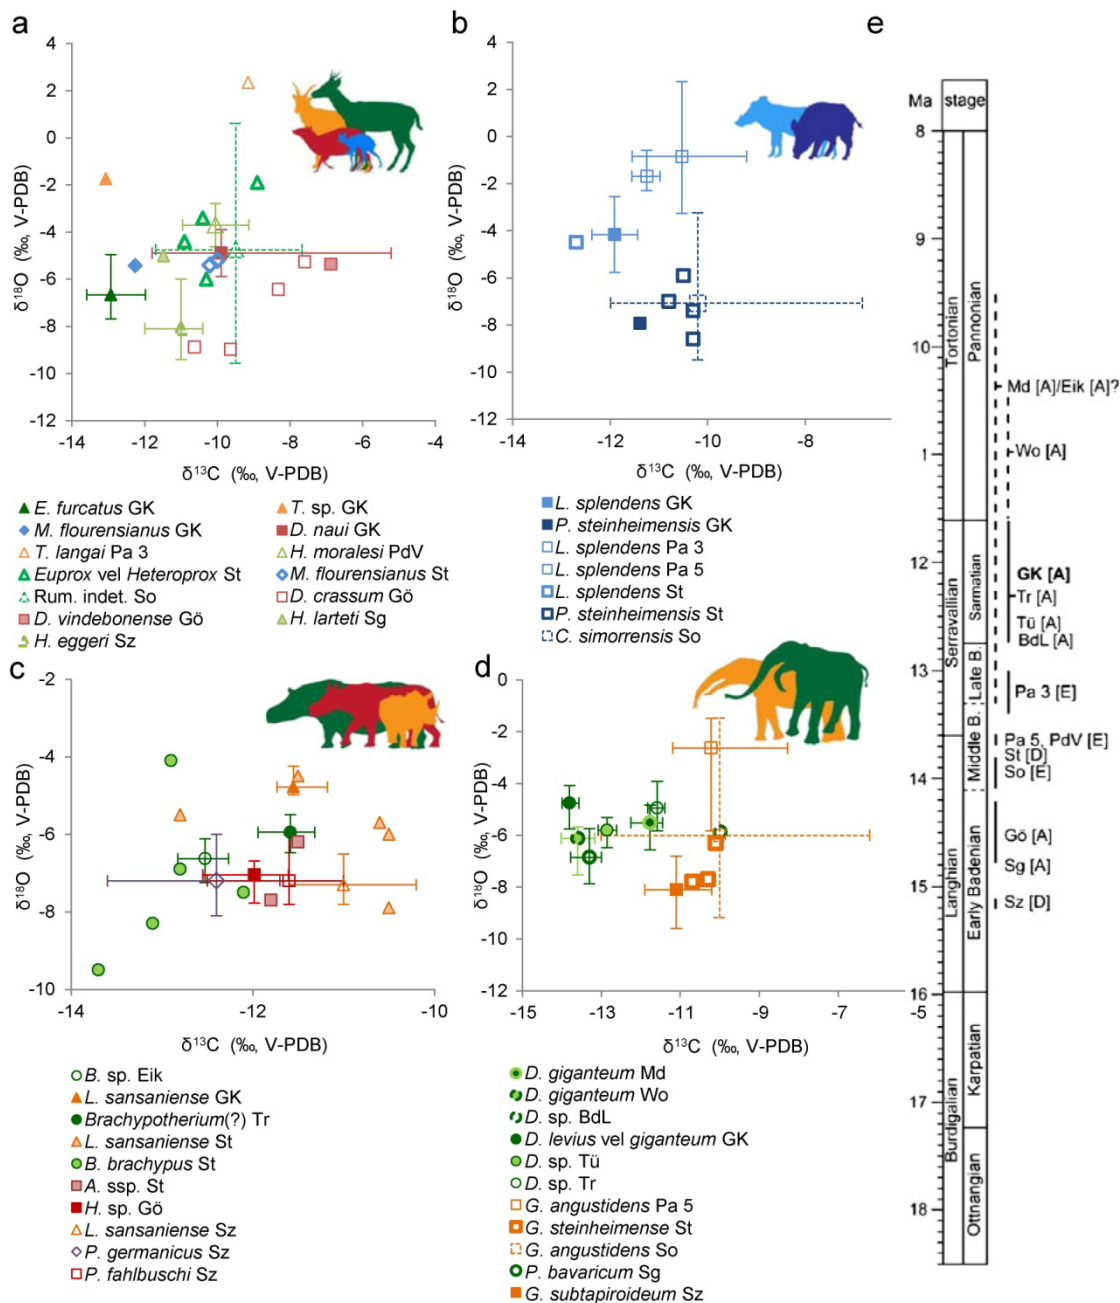 a
4
2
0
-2
-4
-6
-8
-10
-12
-14
-12
-10
-8
-6
-4
δ18O (‰, V-PDB)
δ13C (‰, V-PDB)
E. furcatus GK
M. flourensianus GK
T. langai Pa 3
Euprox vel Heteroprox St
Rum. indet. So
D. vindebonense Gö
H. eggeri Sz
T. sp. GK
D. naui GK
H. moralesi PdV
M. flourensianus St
D. crassum Gö
H. larteti Sg
b
4
2
0
-2
-4
-6
-8
-10
-12
-14
-12
-10
-8
δ18O (‰, V-PDB)
δ13C (‰, V-PDB)
L. splendens GK
P. steinheimensis GK
L. splendens Pa 3
L. splendens Pa 5
L. splendens St
P. steinheimensis St
C. simorrensis So
c
-2
-4
-6
-8
-10
-14
-12
-10
δ18O (‰, V-PDB)
δ13C (‰, V-PDB)
B. sp. Eik
L. sansaniense GK
Brachypotherium(?) Tr
L. sansaniense St
B. brachypus St
A. ssp. St
H. sp. Gö
L. sansaniense Sz
P. germanicus Sz
P. fahlbuschi Sz
d
0
-2
-4
-6
-8
-10
-12
-15
-13
-11
-9
-7
-5
δ18O (‰, V-PDB)
δ13C (‰, V-PDB)
D. giganteum Md
D. giganteum Wo
D. sp. BdL
D. levius vel giganteum GK
D. sp. Tü
D. sp. Tr
G. angustidens Pa 5
G. steinheimense St
G. angustidens So
P. bavaricum Sg
G. subtapiroideum Sz
e
Ma
stage
8
9
10
1
12
13
14
15
16
17
18
Tortonian
Serravallian
Langhian
Burdigalian
Pannonian
Sarmatian
Late B.
Middle B.
Early Badenian
Karpatian
Ottnangian
Md [A]/Eik [A]?
Wo [A]
GK [A]
Tr [A]
Tü [A]
BdL [A]
Pa 3 [E]
Pa 5, PdV [E]
St [D]
So [E]
Gö [A]
Sg [A]
Sz [D]